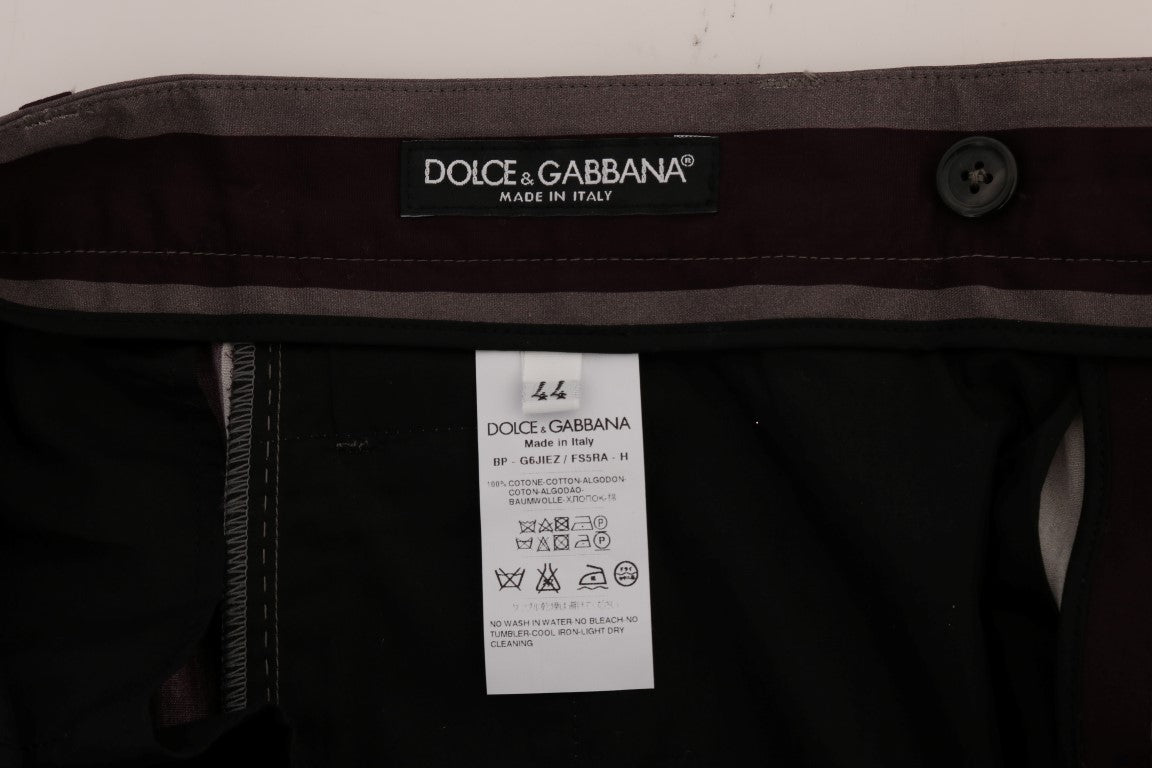 DOLCE & GABBANA®
MADE IN ITALY
44
DOLCE & GABBANA
Made in Italy
BP - G6JIEZ / FS5RA - H
100% COTONE-COTTON-ALGODON-
COTON-ALGODAO-
BAUMWOLLE-ХЛОПОК-棉
P
P
NO WASH IN WATER-NO BLEACH-NO
TUMBLER-COOL IRON-LIGHT DRY
CLEANING